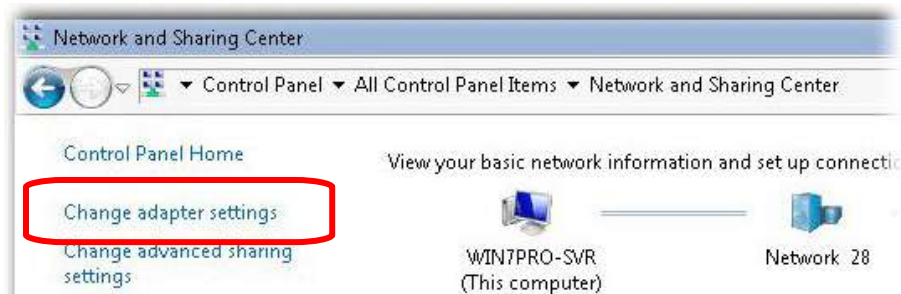 Network and Sharing Center
Control Panel All Control Panel Items Network and Sharing Center
Control Panel Home
View your basic network information and set up connectic
Change adapter settings
Change advanced sharing
settings
WIN7PRO-SVR
(This computer)
Network 28